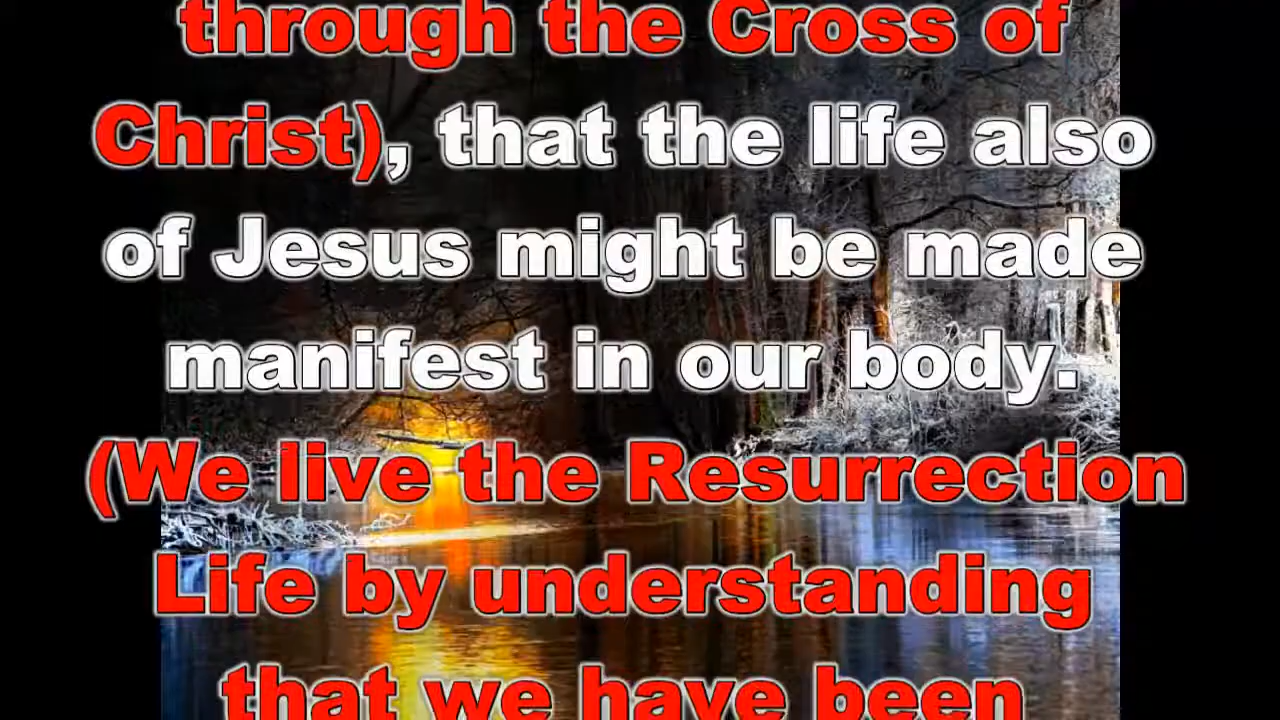 through the Cross of
Christ), that the life also
of Jesus might be made
manifest in our body.
(We live the Resurrection
Life by understanding
that we have been